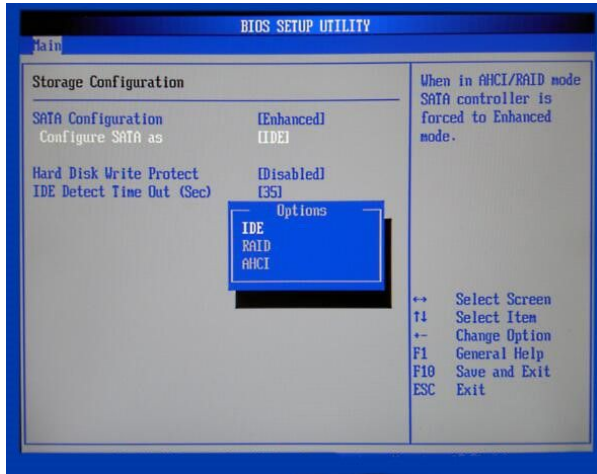 BIOS SETUP UTILITY
Main
Storage Configuration
SATA Configuration [Enhanced]
Configure SATA as [IDE]
Hard Disk Write Protect [Disabled]
IDE Detect Time Out (Sec) [35]
Options
IDE
RAID
AHCI
When in AHCI/RAID mode
SATA controller is
forced to Enhanced
mode.
↔ Select Screen
↑↓ Select Item
+- Change Option
F1 General Help
F10 Save and Exit
ESC Exit